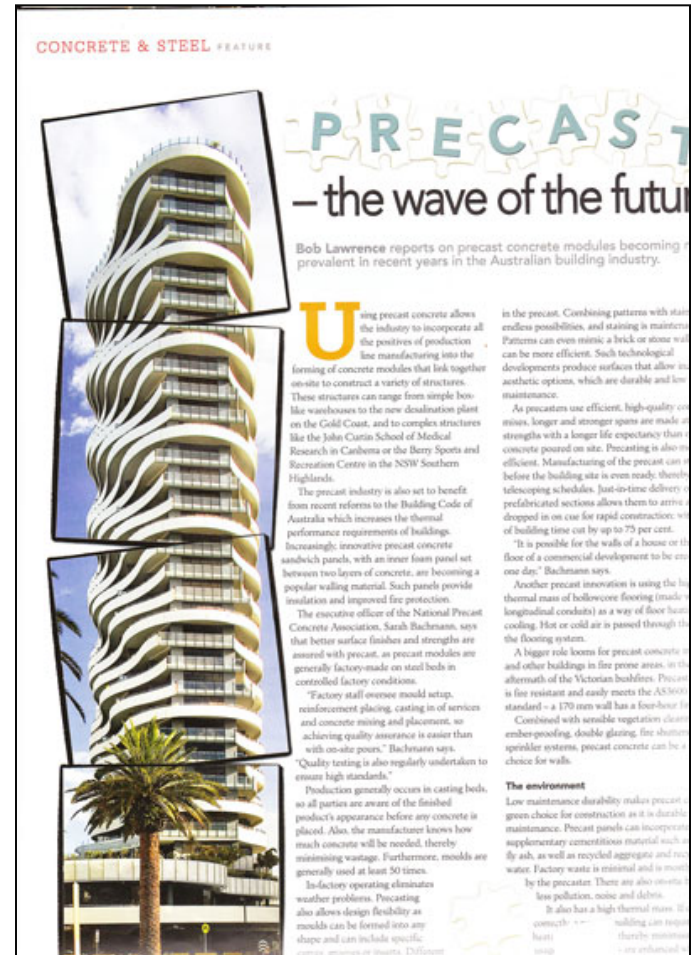 CONCRETE & STEEL FEATURE
PRECAST
– the wave of the futu
Bob Lawrence reports on precast concrete modules becoming
prevalent in recent years in the Australian building industry.
Using precast concrete allows
the industry to incorporate all
the positives of production
line manufacturing into the
forming of concrete modules that link together
on-site to construct a variety of structures.
These structures can range from simple box-
like warehouses to the new desalination plant
on the Gold Coast, and to complex structures
like the John Curtin School of Medical
Research in Canberra or the Berry Sports and
Recreation Centre in the NSW Southern
Highlands.
The precast industry is also set to benefit
from recent reforms to the Building Code of
Australia which increases the thermal
performance requirements of buildings.
Increasingly, innovative precast concrete
sandwich panels, with an inner foam panel set
between two layers of concrete, are becoming a
popular walling material. Such panels provide
insulation and improved fire protection.
The executive officer of the National Precast
Concrete Association, Sarah Bachmann, says
that better surface finishes and strengths are
assured with precast, as precast modules are
generally factory-made on steel beds in
controlled factory conditions.
"Factory staff oversee mould setup,
reinforcement placing, casting in of services
and concrete mixing and placement, so
achieving quality assurance is easier than
with on-site pours," Bachmann says.
"Quality testing is also regularly undertaken to
ensure high standards."
Production generally occurs in casting beds,
so all parties are aware of the finished
product's appearance before any concrete is
placed. Also, the manufacturer knows how
much concrete will be needed, thereby
minimising wastage. Furthermore, moulds are
generally used at least 50 times.
In-factory operating eliminates
weather problems. Precasting
also allows design flexibility as
moulds can be formed into any
shape and can include specific
in the precast. Combining patterns with
endless possibilities, and staining is
Patterns can even mimic a brick or stone
can be more efficient. Such technological
developments produce surfaces that allow
aesthetic options, which are durable and low
maintenance.
As precasters use efficient, high-quality
mixes, longer and stronger spans are made
strengths with a longer life expectancy than
concrete poured on site. Precasting is also
efficient. Manufacturing of the precast can
before the building site is even ready, thereby
telescoping schedules. Just-in-time delivery
prefabricated sections allows them to arrive
dropped in on cue for rapid construction;
of building time cut by up to 75 per cent.
"It is possible for the walls of a house or
floor of a commercial development to be
one day," Bachmann says.
Another precast innovation is using the
thermal mass of hollowcore flooring (made
longitudinal conduits) as a way of floor
cooling. Hot or cold air is passed through
the flooring system.
A bigger role looms for precast concrete
and other buildings in fire prone areas, in
aftermath of the Victorian bushfires. Precast
is fire resistant and easily meets the AS3600
standard – a 170 mm wall has a four-hour
Combined with sensible vegetation
ember-proofing, double glazing, fire shutters
sprinkler systems, precast concrete can be a
choice for walls.
The environment
Low maintenance durability makes precast
green choice for construction as it is durable
maintenance. Precast panels can incorporate
supplementary cementitious material such
fly ash, as well as recycled aggregate and
water. Factory waste is minimal and is
by the precaster. There are also on-site
less pollution, noise and debris.
It also has a high thermal mass. If
building can
thereby
are enhanced